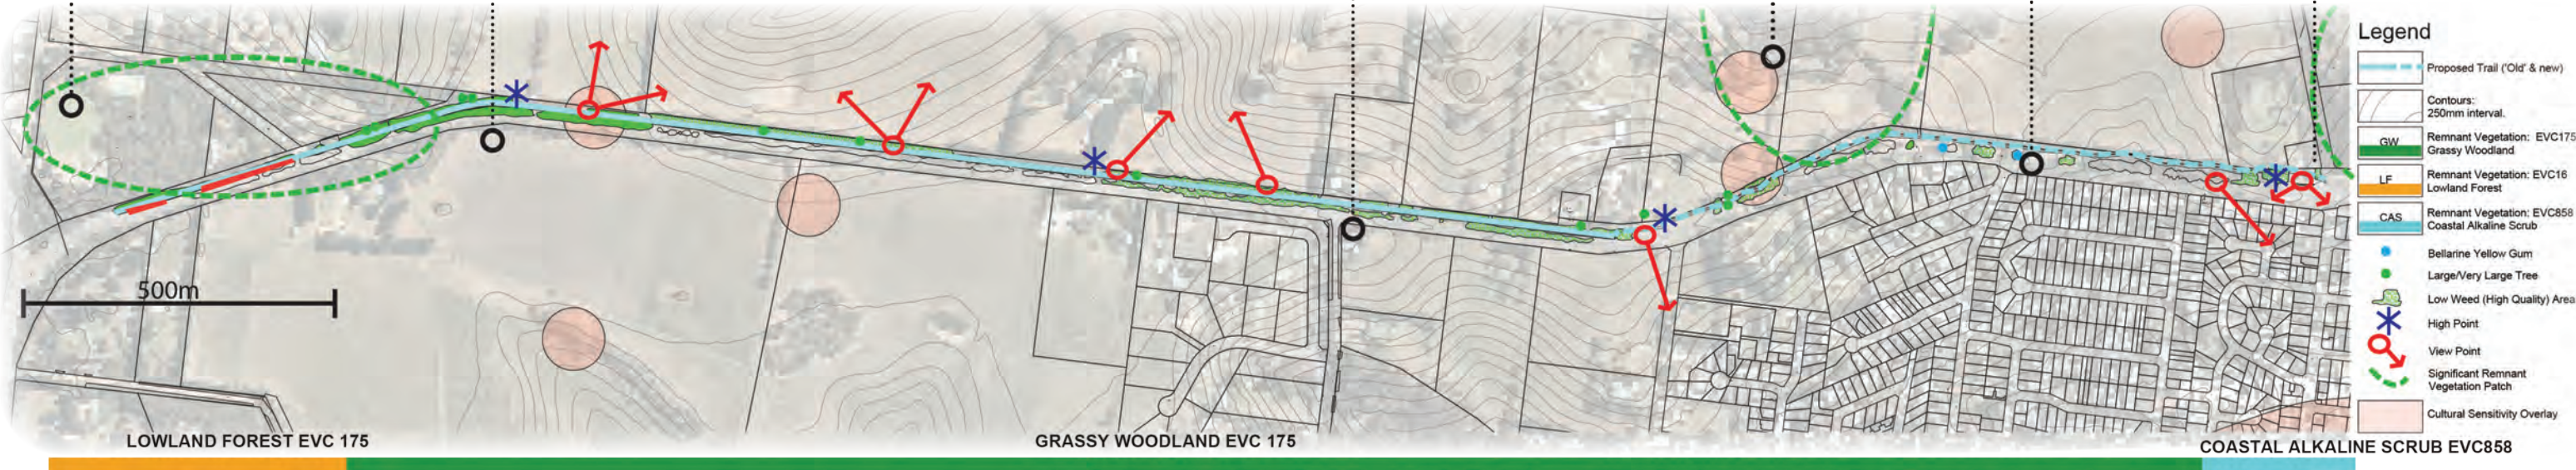 500m
LOWLAND FOREST EVC 175
GRASSY WOODLAND EVC 175
COASTAL ALKALINE SCRUB EVC858
Legend
Proposed Trail ('Old' & new)
Contours:
250mm interval.
GW
Remnant Vegetation: EVC175
Grassy Woodland
LF
Remnant Vegetation: EVC16
Lowland Forest
CAS
Remnant Vegetation: EVC858
Coastal Alkaline Scrub
Bellarine Yellow Gum
Large/Very Large Tree
Low Weed (High Quality) Area
High Point
View Point
Significant Remnant
Vegetation Patch
Cultural Sensitivity Overlay